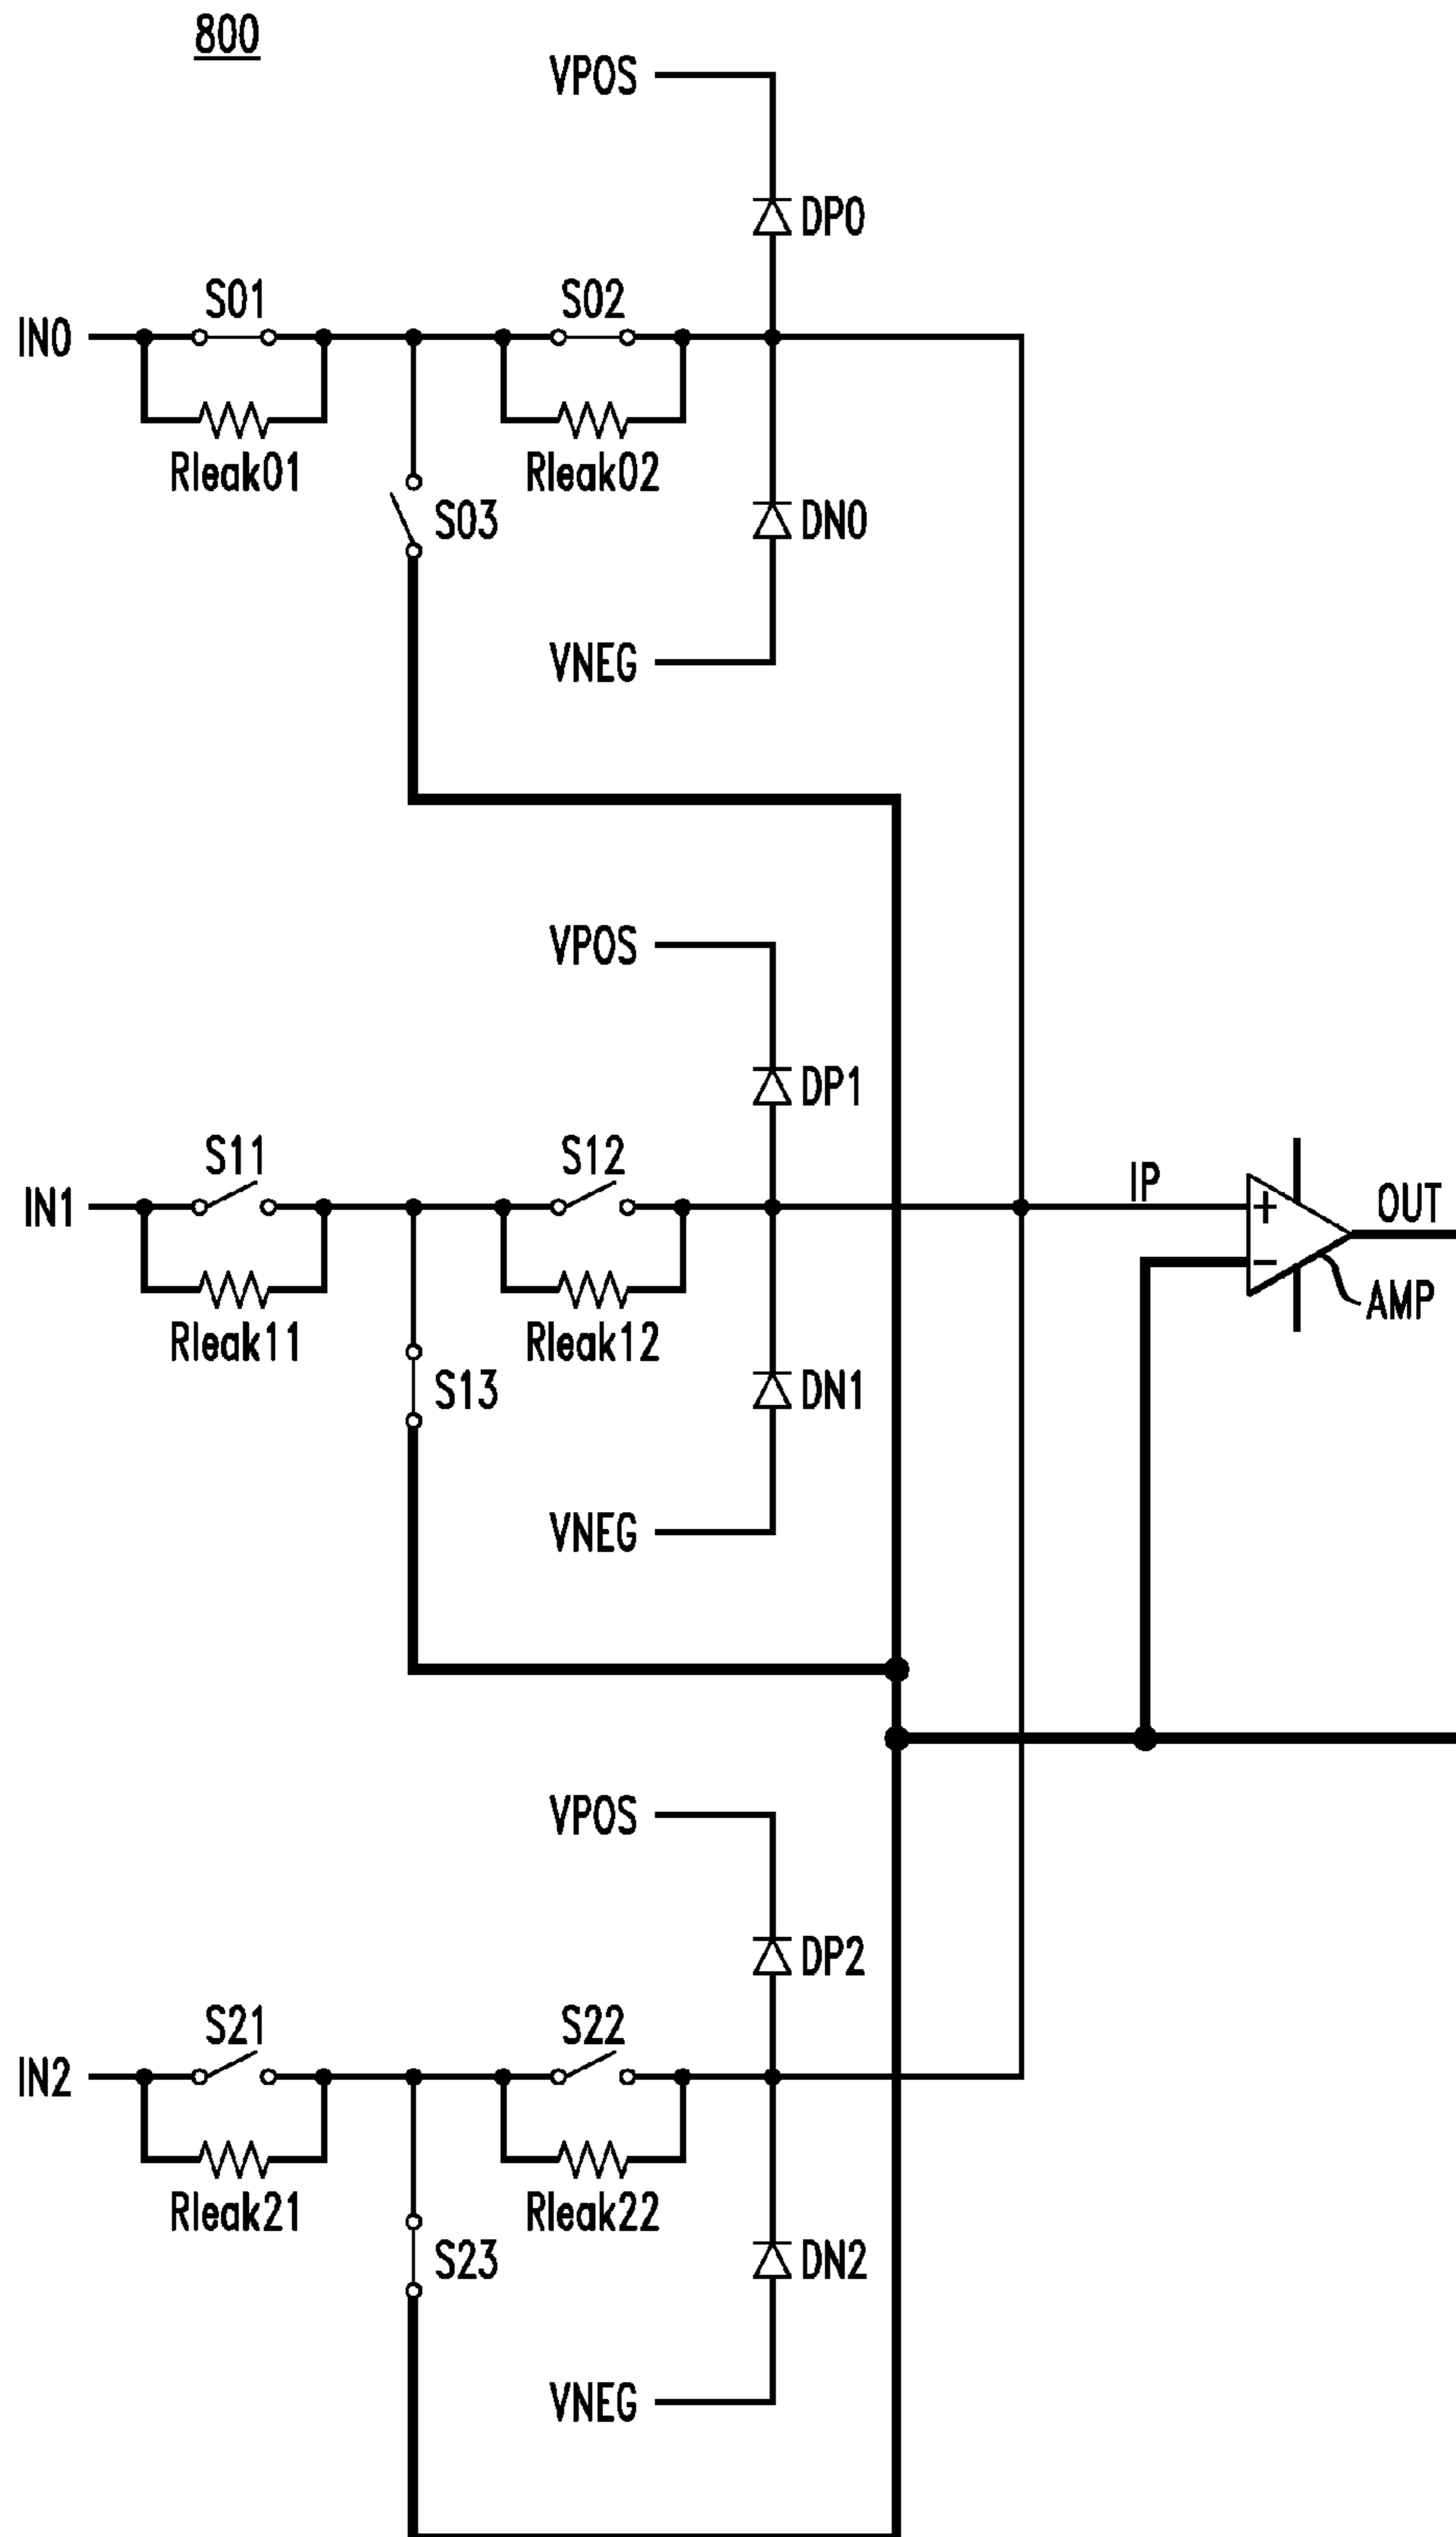 800
VPOS
DP0
S01
S02
IN0
Rleak01
Rleak02
S03
DN0
VNEG
VPOS
DP1
S11
S12
IN1
IP
OUT
+
−
AMP
Rleak11
Rleak12
S13
DN1
VNEG
VPOS
DP2
S21
S22
IN2
Rleak21
Rleak22
S23
DN2
VNEG